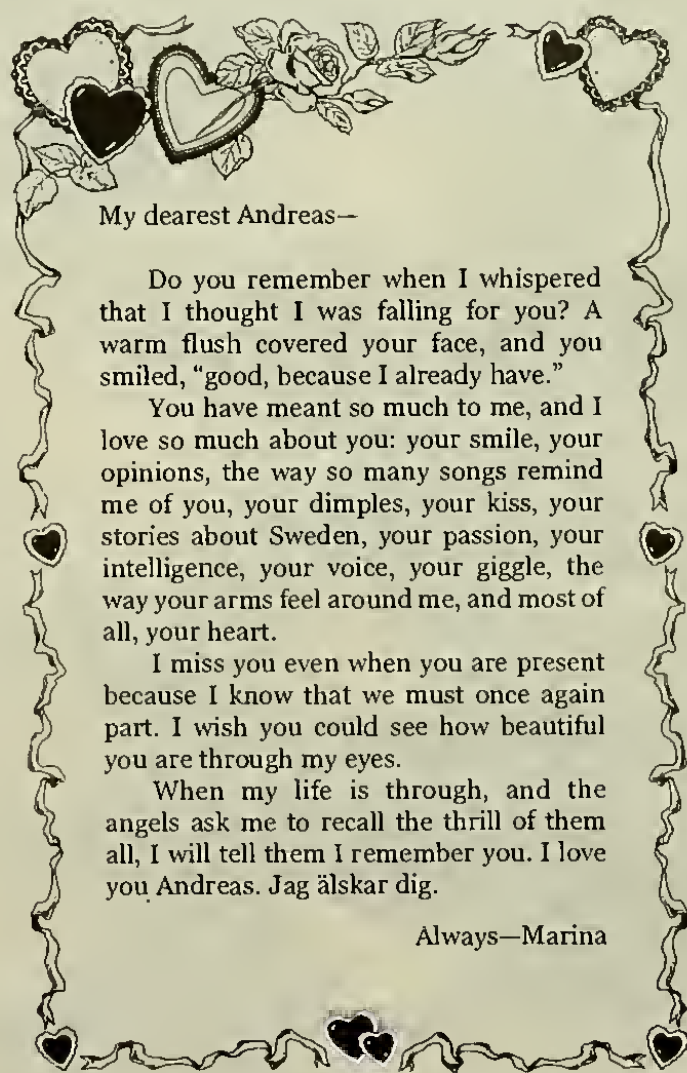 My dearest Andreas—
Do you remember when I whispered
that I thought I was falling for you? A
warm flush covered your face, and you
smiled, “good, because I already have.”
You have meant so much to me, and I
love so much about you: your smile, your
opinions, the way so many songs remind
me of you, your dimples, your kiss, your
stories about Sweden, your passion, your
intelligence, your voice, your giggle, the
way your arms feel around me, and most of
all, your heart.
I miss you even when you are present
because I know that we must once again
part. I wish you could see how beautiful
you are through my eyes.
When my life is through, and the
angels ask me to recall the thrill of them
all, I will tell them I remember you. I love
you Andreas. Jag älskar dig.
Always—Marina